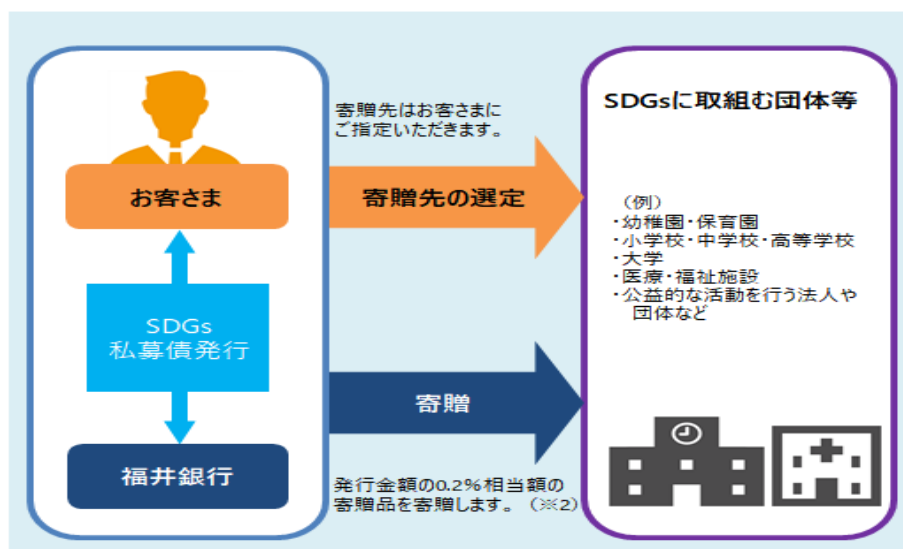 お客さま
SDGs
私募債発行
福井銀行
寄贈先はお客さまに
ご指定いただきます。
寄贈先の選定
寄贈
発行金額の0.2%相当額の
寄贈品を寄贈します。（※2）
SDGsに取組む団体等
（例）
・幼稚園・保育園
・小学校・中学校・高等学校
・大学
・医療・福祉施設
・公益的な活動を行う法人や
団体など